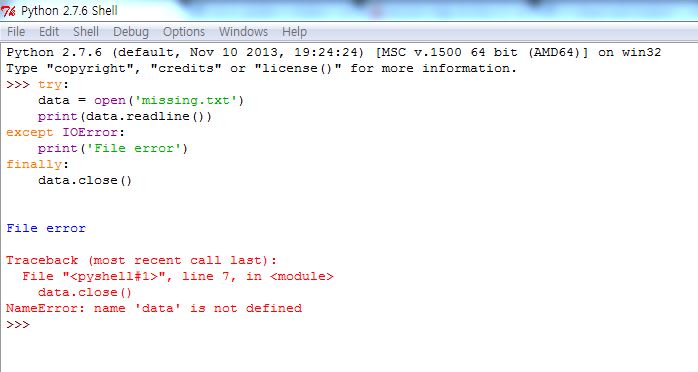 Python 2.7.6 Shell
File Edit Shell Debug Options Windows Help
Python 2.7.6 (default, Nov 10 2013, 19:24:24) [MSC v.1500 64 bit (AMD64)] on win32
Type "copyright", "credits" or "license()" for more information.
>>> try:
    data = open('missing.txt')
    print(data.readline())
except IOError:
    print('File error')
finally:
    data.close()
File error
Traceback (most recent call last):
  File "<pyshell#1>", line 7, in <module>
    data.close()
NameError: name 'data' is not defined
>>>